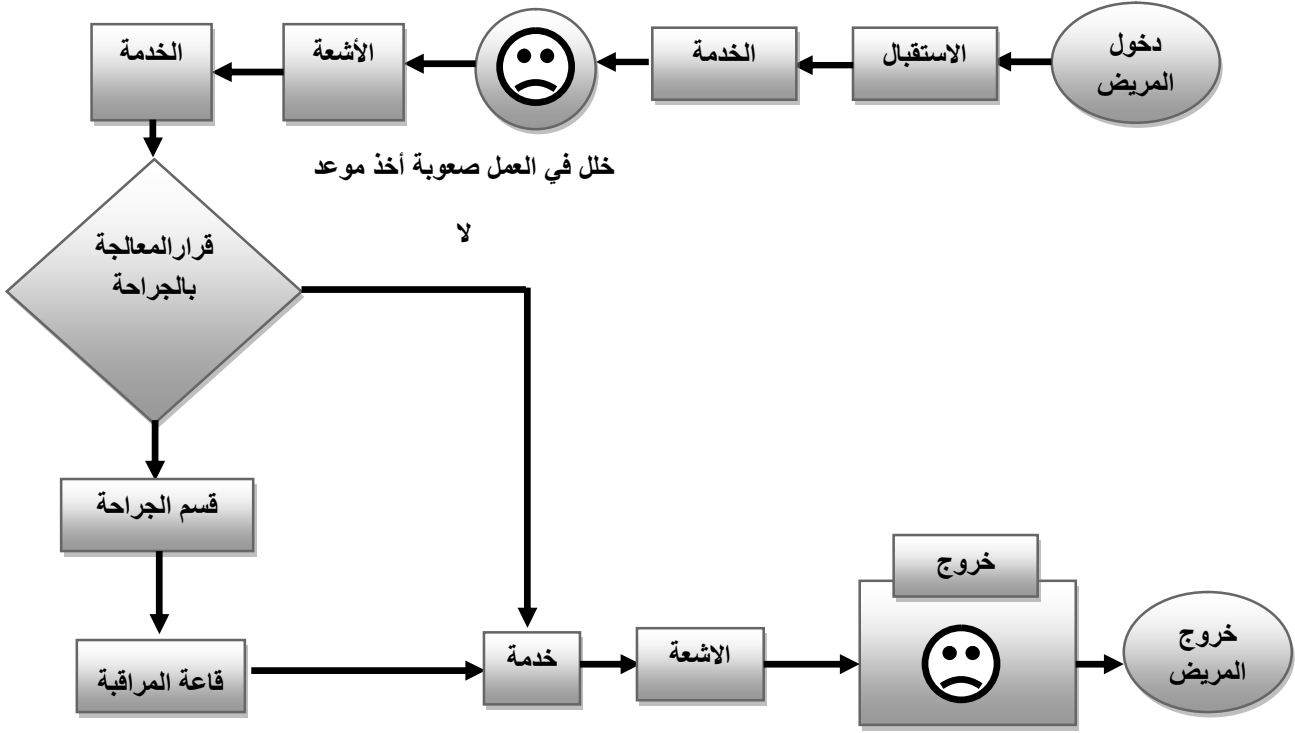 دخول
المريض
الاستقبال
الخدمة
الأشعة
الخدمة
خلل في العمل صعوبة أخذ موعد
لا
قرارالمعالجة
بالجراحة
قسم الجراحة
قاعة المراقبة
خدمة
الاشعة
خروج
خروج
المريض